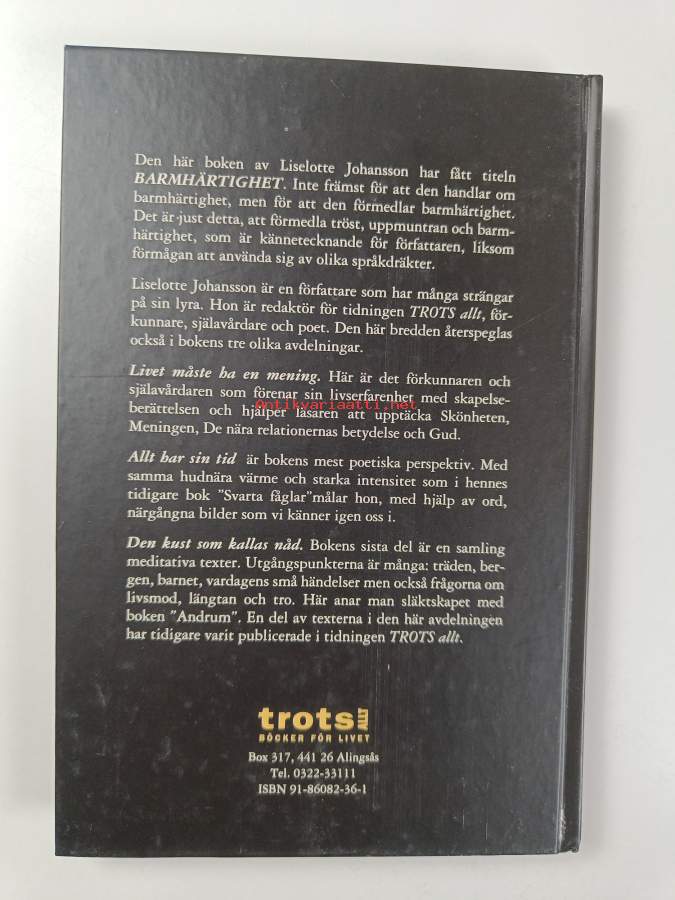 Den här boken av Liselotte Johansson har fått titeln
BARMHÄRTIGHET. Inte främst för att den handlar om
barmhärtighet, men för att den förmedlar barmhärtighet.
Det är just detta, att förmedla tröst, uppmuntran och barm-
härtighet, som är kännetecknande för författaren, liksom
förmågan att använda sig av olika språkdräkter.
Liselotte Johansson är en författare som har många strängar
på sin lyra. Hon är redaktör för tidningen TROTS allt, för-
kunnare, själavårdare och poet. Den här bredden återspeglas
också i bokens tre olika avdelningar.
Livet måste ha en mening. Här är det förkunnaren och
själavårdaren som förenar sin livserfarenhet med skapelse-
Antikvariaatti.net
berättelsen och hjälper läsaren att upptäcka Skönheten,
Meningen, De nära relationernas betydelse och Gud.
Allt har sin tid är bokens mest poetiska perspektiv. Med
samma hudnära värme och starka intensitet som i hennes
tidigare bok "Svarta fåglar"målar hon, med hjälp av ord,
närgångna bilder som vi känner igen oss i.
Den kust som kallas nåd. Bokens sista del är en samling
meditativa texter. Utgångspunkterna är många: träden, ber-
gen, barnet, vardagens små händelser men också frågorna om
livsmod, längtan och tro. Här anar man släktskapet med
boken "Andrum". En del av texterna i den här avdelningen
har tidigare varit publicerade i tidningen TROTS allt.
trots ALLT
BÖCKER FÖR LIVET
Box 317, 441 26 Alingsås
Tel. 0322-33111
ISBN 91-86082-36-1